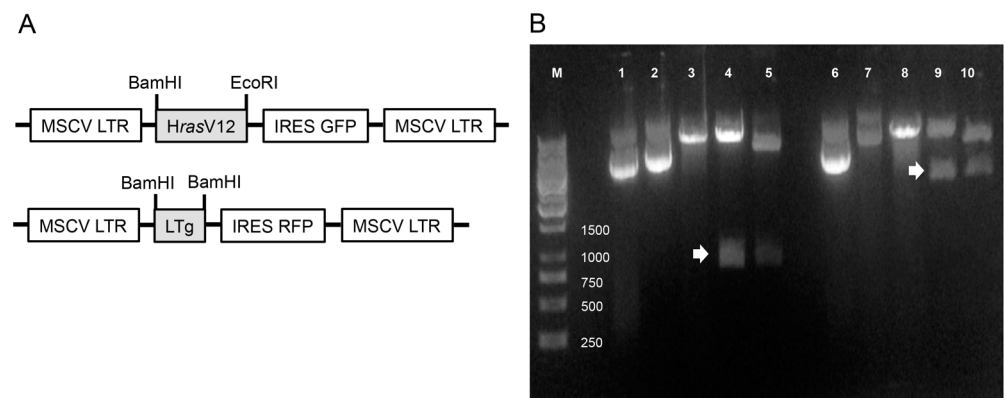 A
BamHI EcoRI
MSCV LTR HrasV12 IRES GFP MSCV LTR
BamHI BamHI
MSCV LTR LTg IRES RFP MSCV LTR
B
M 1 2 3 4 5 6 7 8 9 10
1500
1000
750
500
250